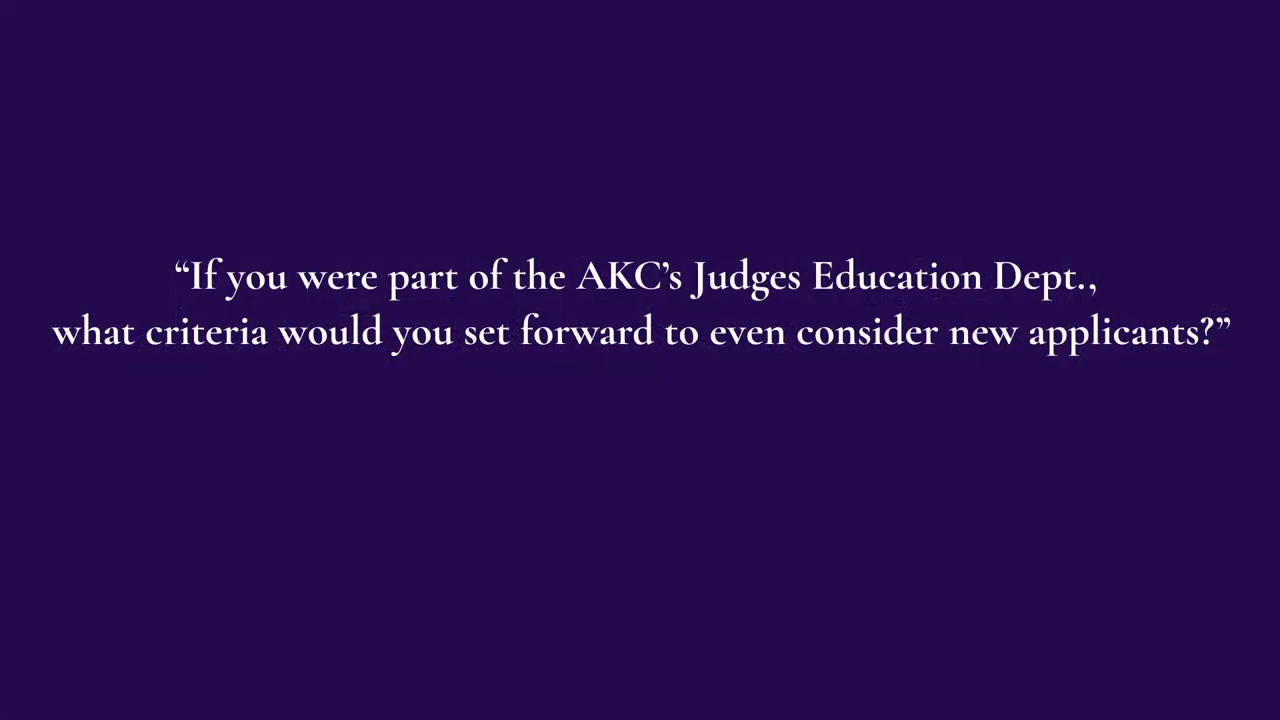 “If you were part of the AKC’s Judges Education Dept.,
what criteria would you set forward to even consider new applicants?”